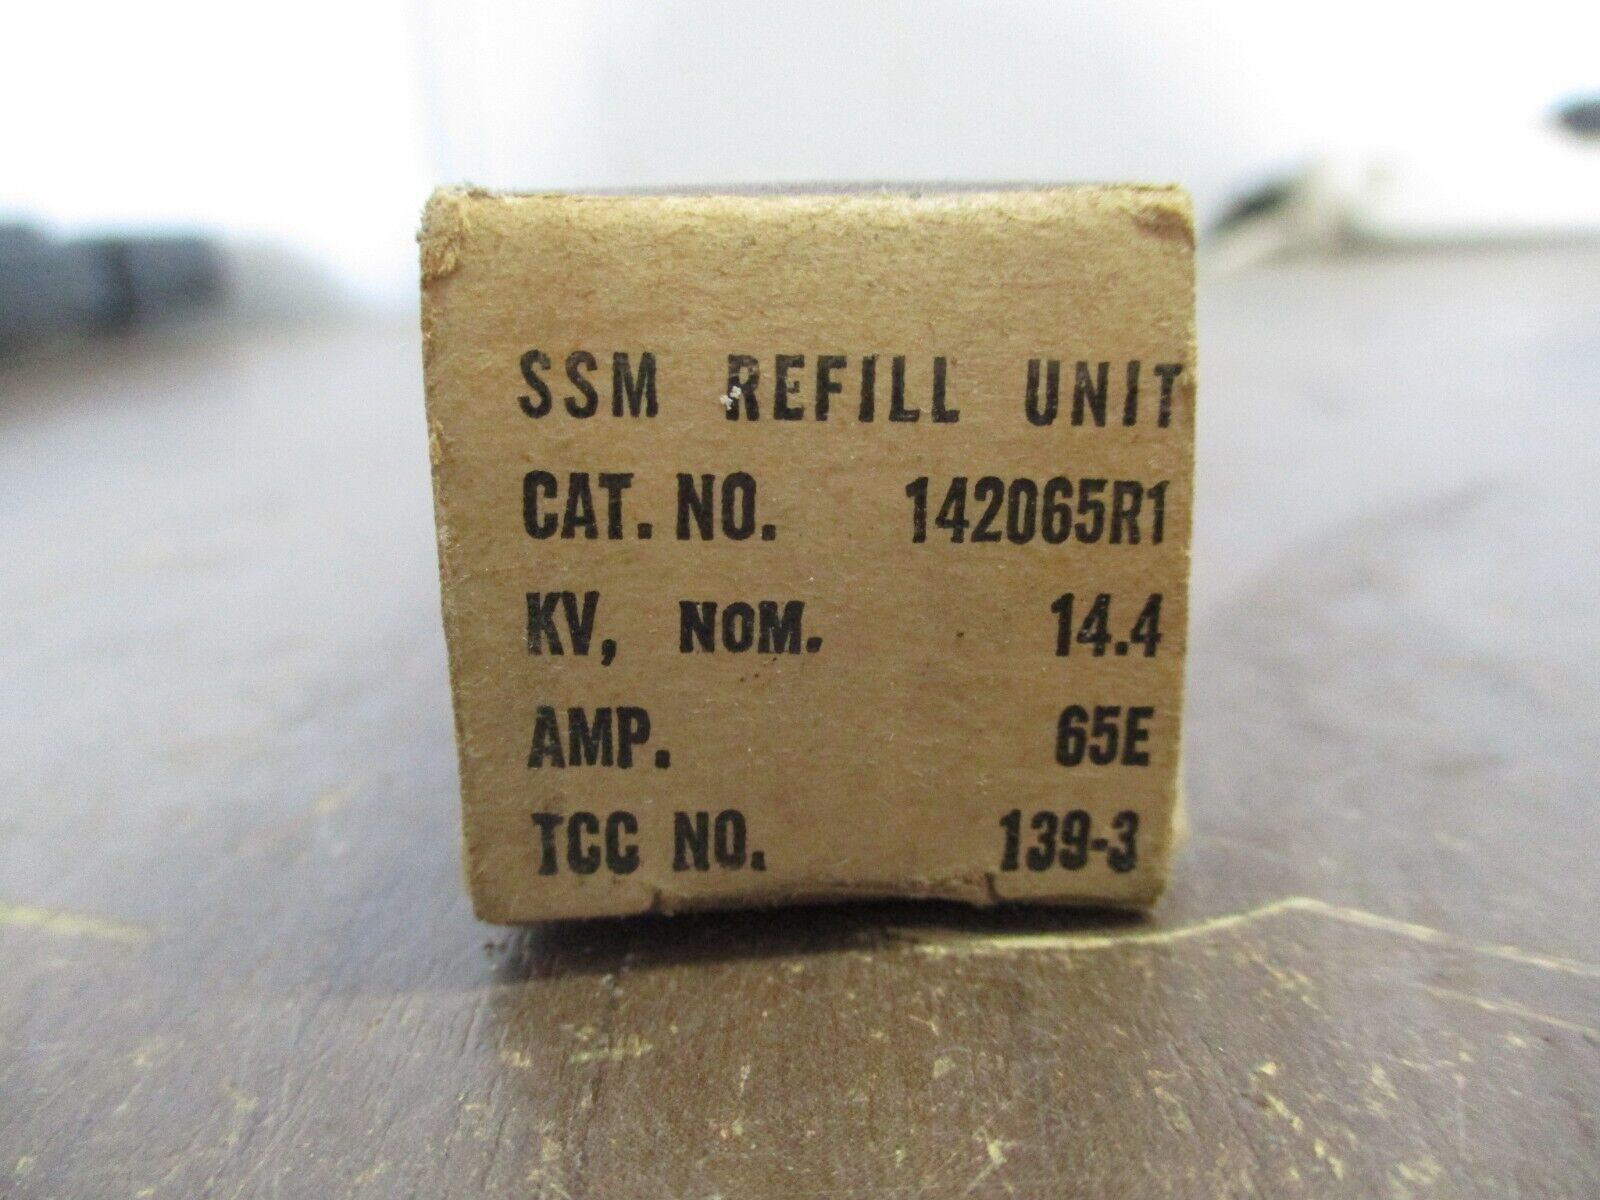 SSM REFILL UNIT
CAT. NO. 142065R1
KV, NOM. 14.4
AMP. 65E
TCC NO. 139-3